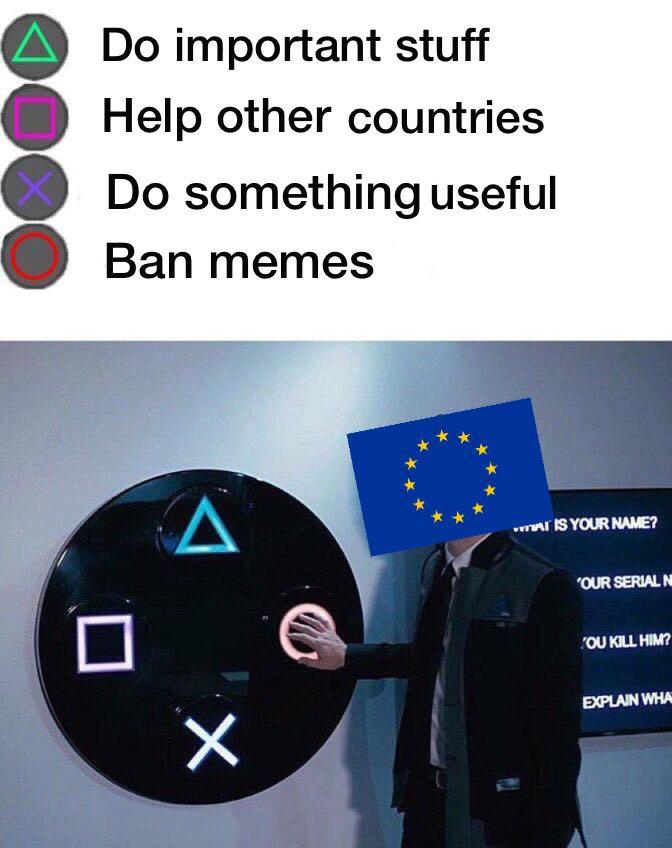 Do important stuff
Help other countries
Do something useful
Ban memes
IS YOUR NAME?
OUR SERIAL
OU KILL HIM?
EXPLAIN